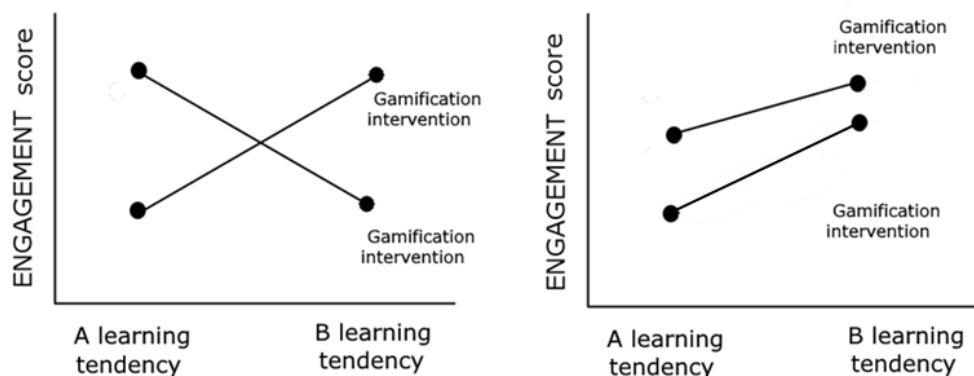 ENGAGEMENT score
Gamification
intervention
Gamification
intervention
A learning
tendency
B learning
tendency
ENGAGEMENT score
Gamification
intervention
Gamification
intervention
A learning
tendency
B learning
tendency